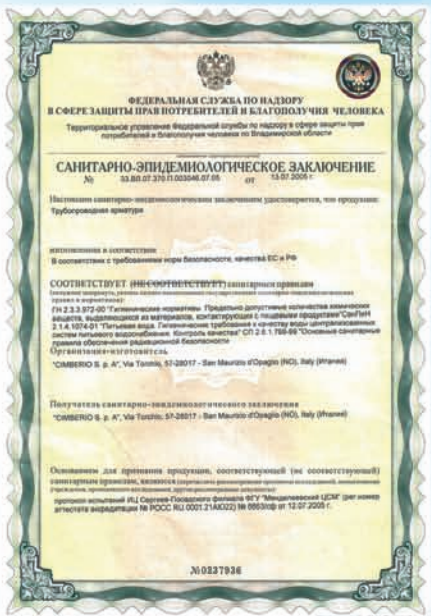 ФЕДЕРАЛЬНАЯ СЛУЖБА ПО НАДЗОРУ
В СФЕРЕ ЗАЩИТЫ ПРАВ ПОТРЕБИТЕЛЕЙ И БЛАГОПОЛУЧИЯ ЧЕЛОВЕКА
Территориальное управление Федеральной службы по надзору в сфере защиты прав
потребителей и благополучия человека по Владимирской области
САНИТАРНО-ЭПИДЕМИОЛОГИЧЕСКОЕ ЗАКЛЮЧЕНИЕ
№ 33.ВЛ.07.370.П.003046.07.05 от 13.07.2005 г.
Настоящим санитарно-эпидемиологическим заключением удостоверяется, что продукция:
Трубопроводная арматура
изготовленная в соответствии
В соответствии с требованиями норм безопасности, качества ЕС и РФ
СООТВЕТСТВУЕТ (НЕ СООТВЕТСТВУЕТ) санитарным правилам
ГН 2.3.3.972-00 "Гигиенические нормативы. Предельно допустимые количества химических
веществ, выделяющихся из материалов, контактирующих с пищевыми продуктами"СанПиН
2.1.4.1074-01 "Питьевая вода. Гигиенические требования к качеству воды централизованных
систем питьевого водоснабжения. Контроль качества" СП 2.6.1.799-99 "Основные санитарные
правила обеспечения радиационной безопасности
Организация-изготовитель
"CIMBERIO S. p. A", Via Torchio, 57-28017 - San Maurizio d'Opaglio (NO), Italy (Италия)
Получатель санитарно-эпидемиологического заключения
"CIMBERIO S. p. A", Via Torchio, 57-28017 - San Maurizio d'Opaglio (NO), Italy (Италия)
Основанием для признания продукции, соответствующей (не соответствующей)
санитарным правилам, являются
протокол испытаний ИЦ Сергиев-Посадского филиала ФГУ "Менделеевский ЦСМ" (рег.номер
аттестата аккредитации № РОСС RU.0001.21АЮ22) № от 12.07.2005 г.
№0337936